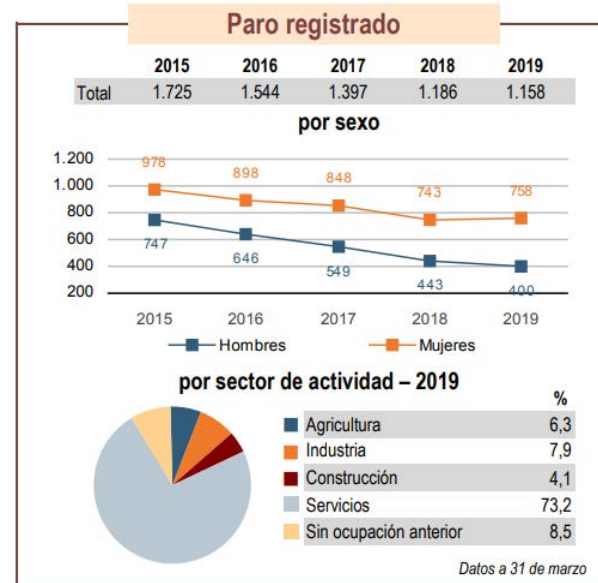 Paro registrado
2015 2016 2017 2018 2019
Total 1.725 1.544 1.397 1.186 1.158
por sexo
1.200
1.000
800
600
400
200
978 898 848 743 758
747 646 549 443 400
2015 2016 2017 2018 2019
Hombres Mujeres
por sector de actividad – 2019
%
Agricultura 6,3
Industria 7,9
Construcción 4,1
Servicios 73,2
Sin ocupación anterior 8,5
Datos a 31 de marzo